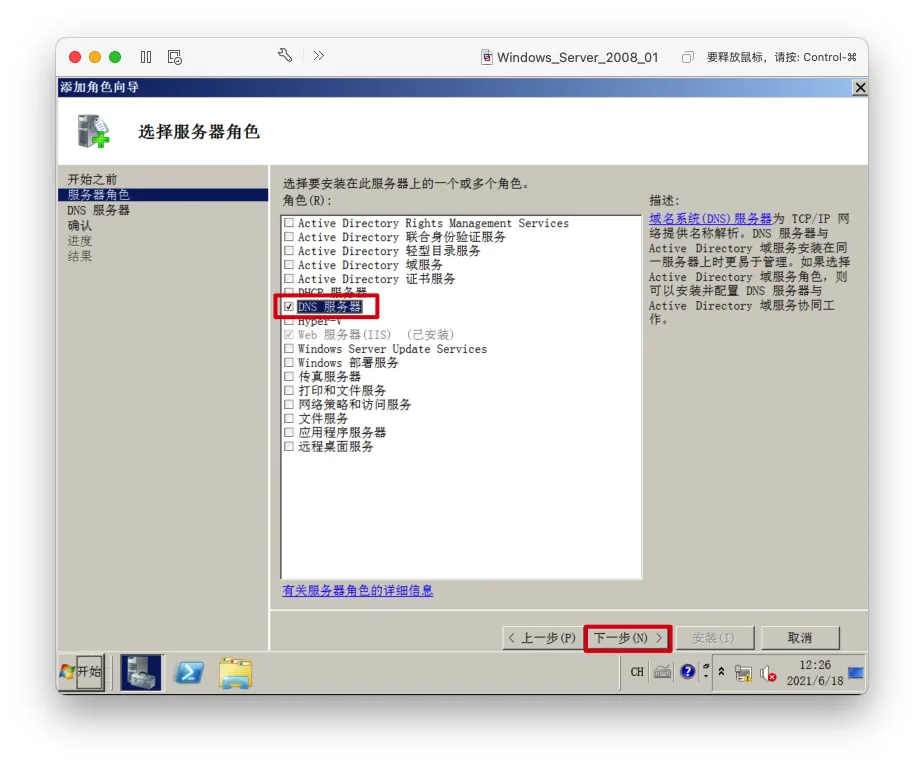 Windows_Server_2008_01
要释放鼠标，请按: Control-⌘
添加角色向导
选择服务器角色
开始之前
服务器角色
DNS 服务器
确认
进度
结果
选择要安装在此服务器上的一个或多个角色。
角色(R):
Active Directory Rights Management Services
Active Directory 联合身份验证服务
Active Directory 轻型目录服务
Active Directory 域服务
Active Directory 证书服务
DHCP 服务器
DNS 服务器
Hyper-V
Web 服务器(IIS) (已安装)
Windows Server Update Services
Windows 部署服务
传真服务器
打印和文件服务
网络策略和访问服务
文件服务
应用程序服务器
远程桌面服务
有关服务器角色的详细信息
描述:
域名系统(DNS)服务器为 TCP/IP 网
络提供名称解析。DNS 服务器与
Active Directory 域服务安装在同
一服务器上时更易于管理。如果选择
Active Directory 域服务角色，则
可以安装并配置 DNS 服务器与
Active Directory 域服务协同工
作。
< 上一步(P)
下一步(N) >
安装(I)
取消
开始
CH
12:26
2021/6/18